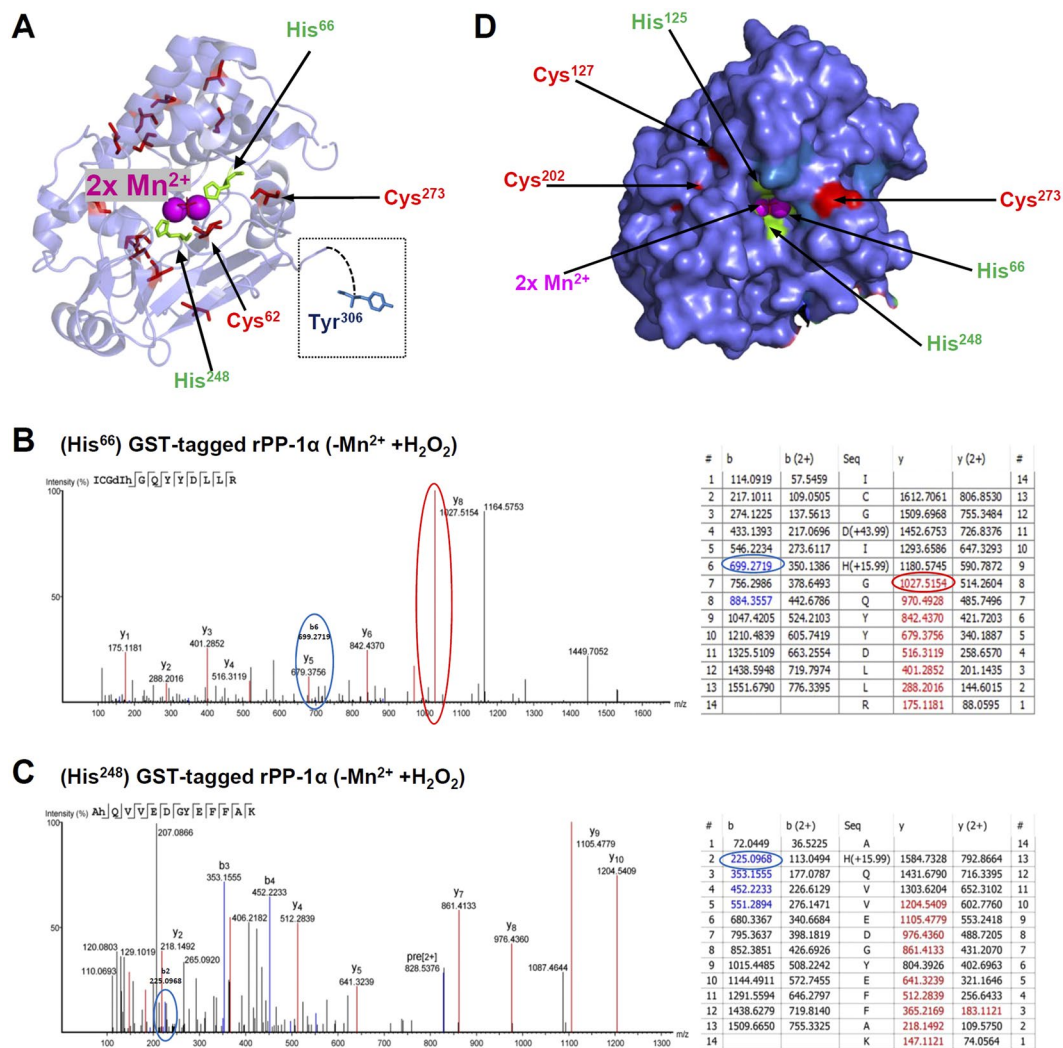 A
His⁶⁶
2x Mn²⁺
Cys²⁷³
Cys⁶²
Tyr³⁰⁶
His²⁴⁸
D
His¹²⁵
Cys¹²⁷
Cys²⁰²
Cys²⁷³
2x Mn²⁺
His⁶⁶
His²⁴⁸
B (His⁶⁶) GST-tagged rPP-1α (-Mn²⁺ +H₂O₂)
Intensity (%) ICGdIhGQYYDLLR
100
y8
1027.5154 1164.5753
50
y1
175.1181
y2
288.2016
y3
401.2852
y4
516.3119
b6
699.2719
y5
679.3756
y6
842.4370
1449.7052
100 200 300 400 500 600 700 800 900 1000 1100 1200 1300 1400 1500 1600 m/z
# b b (2+) Seq y y (2+) #
1 114.0919 57.5459 I 14
2 217.1011 109.0505 C 1612.7061 806.8530 13
3 274.1225 137.5613 G 1509.6968 755.3484 12
4 433.1393 217.0696 D(+43.99) 1452.6753 726.8376 11
5 546.2234 273.6117 I 1293.6586 647.3293 10
6 699.2719 350.1386 H(+15.99) 1180.5745 590.7872 9
7 756.2986 378.6493 G 1027.5154 514.2604 8
8 884.3557 442.6786 Q 970.4928 485.7496 7
9 1047.4205 524.2103 Y 842.4370 421.7203 6
10 1210.4839 605.7419 Y 679.3756 340.1887 5
11 1325.5109 663.2554 D 516.3119 258.6570 4
12 1438.5948 719.7974 L 401.2852 201.1435 3
13 1551.6790 776.3395 L 288.2016 144.6015 2
14 R 175.1181 88.0595 1
C (His²⁴⁸) GST-tagged rPP-1α (-Mn²⁺ +H₂O₂)
Intensity (%) AhQVVEDGYEFFAK
100
207.0866
y9
1105.4779
y10
1204.5409
b3
353.1555
b4
452.2233
y7
861.4133
50
406.2182
y4
512.2839
y8
976.4360
120.0803
129.1019
y2
218.1492
265.0920
110.0693
b2
225.0968
y5
641.3239
pre[2+]
828.5376
1087.4644
100 200 300 400 500 600 700 800 900 1000 1100 1200 m/z
# b b (2+) Seq y y (2+) #
1 72.0449 36.5225 A 14
2 225.0968 113.0494 H(+15.99) 1584.7328 792.8664 13
3 353.1555 177.0787 Q 1431.6790 716.3395 12
4 452.2233 226.6129 V 1303.6204 652.3102 11
5 551.2894 276.1471 V 1204.5409 602.7760 10
6 680.3367 340.6684 E 1105.4779 553.2418 9
7 795.3637 398.1819 D 976.4360 488.7205 8
8 852.3851 426.6926 G 861.4133 431.2070 7
9 1015.4485 508.2242 Y 804.3926 402.6963 6
10 1144.4911 572.7455 E 641.3239 321.1646 5
11 1291.5594 646.2797 F 512.2839 256.6433 4
12 1438.6279 719.8140 F 365.2169 183.1121 3
13 1509.6650 755.3325 A 218.1492 109.5750 2
14 K 147.1121 74.0564 1